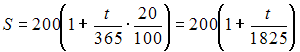 S = 200(1 + t/365 · 20/100) = 200(1 + t/1825)